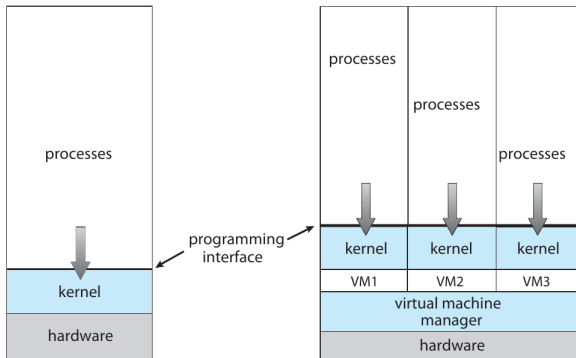 processes
kernel
hardware
programming
interface
processes
processes
processes
kernel kernel kernel
VM1 VM2 VM3
virtual machine
manager
hardware